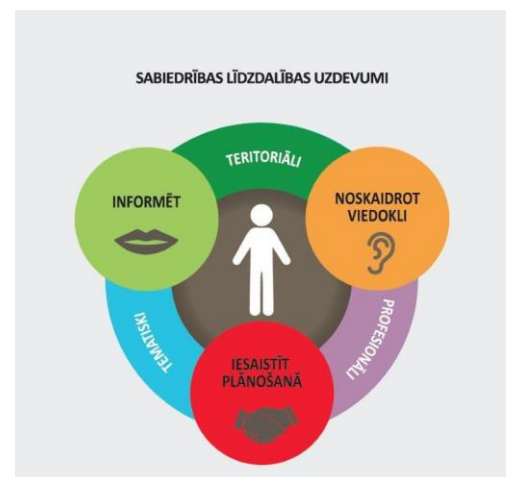 SABIEDRĪBAS LĪDZDALĪBAS UZDEVUMI
TERITORIĀLI
INFORMĒT
NOSKAIDROT
VIEDOKLI
TEMATISKI
PROFESIONĀLI
IESAISTĪT
PLĀNOŠANĀ